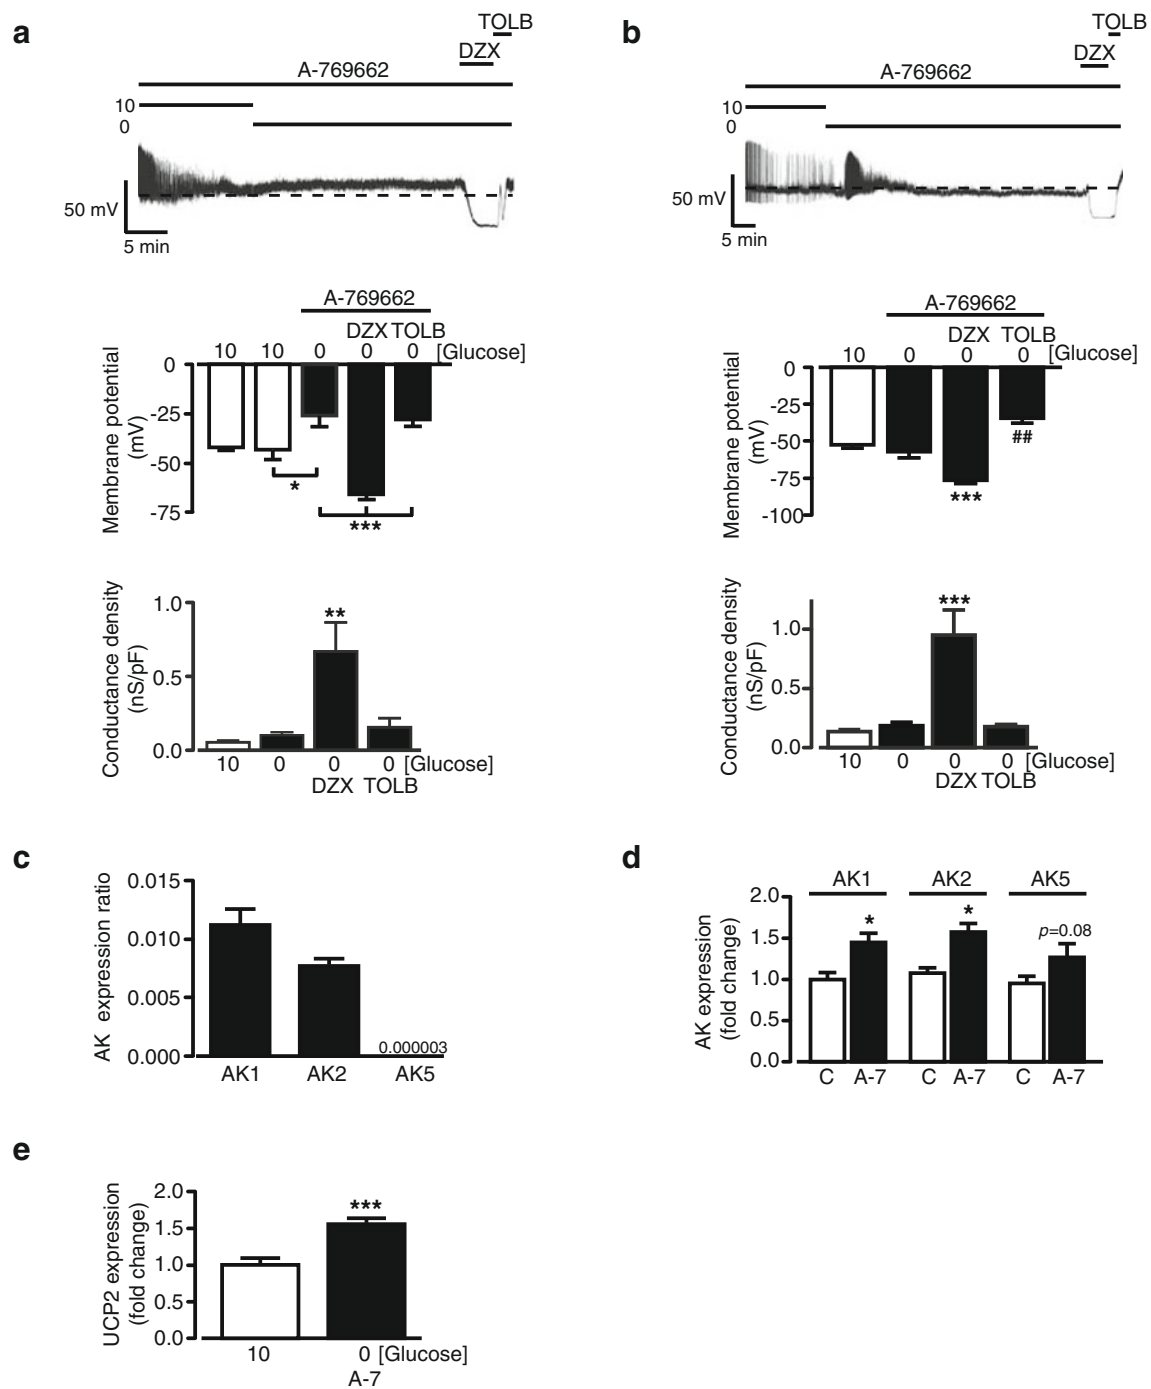 a
TOLB
DZX
A-769662
10
0
50 mV
5 min
A-769662
DZX TOLB
10 10 0 0 0 [Glucose]
0
-25
-50
-75
Membrane potential
(mV)
*
***
Conductance density
(nS/pF)
1.0
0.5
0.0
**
10 0 0 0 [Glucose]
DZX TOLB
b
TOLB
DZX
A-769662
10
0
50 mV
5 min
A-769662
DZX TOLB
10 0 0 0 [Glucose]
0
-25
-50
-75
-100
Membrane potential
(mV)
***
##
Conductance density
(nS/pF)
1.0
0.5
0.0
***
10 0 0 0 [Glucose]
DZX TOLB
c
AK expression ratio
0.015
0.010
0.005
0.000
0.000003
AK1 AK2 AK5
d
AK1 AK2 AK5
AK expression
(fold change)
2.0
1.5
1.0
0.5
0.0
*
*
p=0.08
C A-7 C A-7 C A-7
e
UCP2 expression
(fold change)
2.0
1.5
1.0
0.5
0.0
***
10 0 [Glucose]
A-7